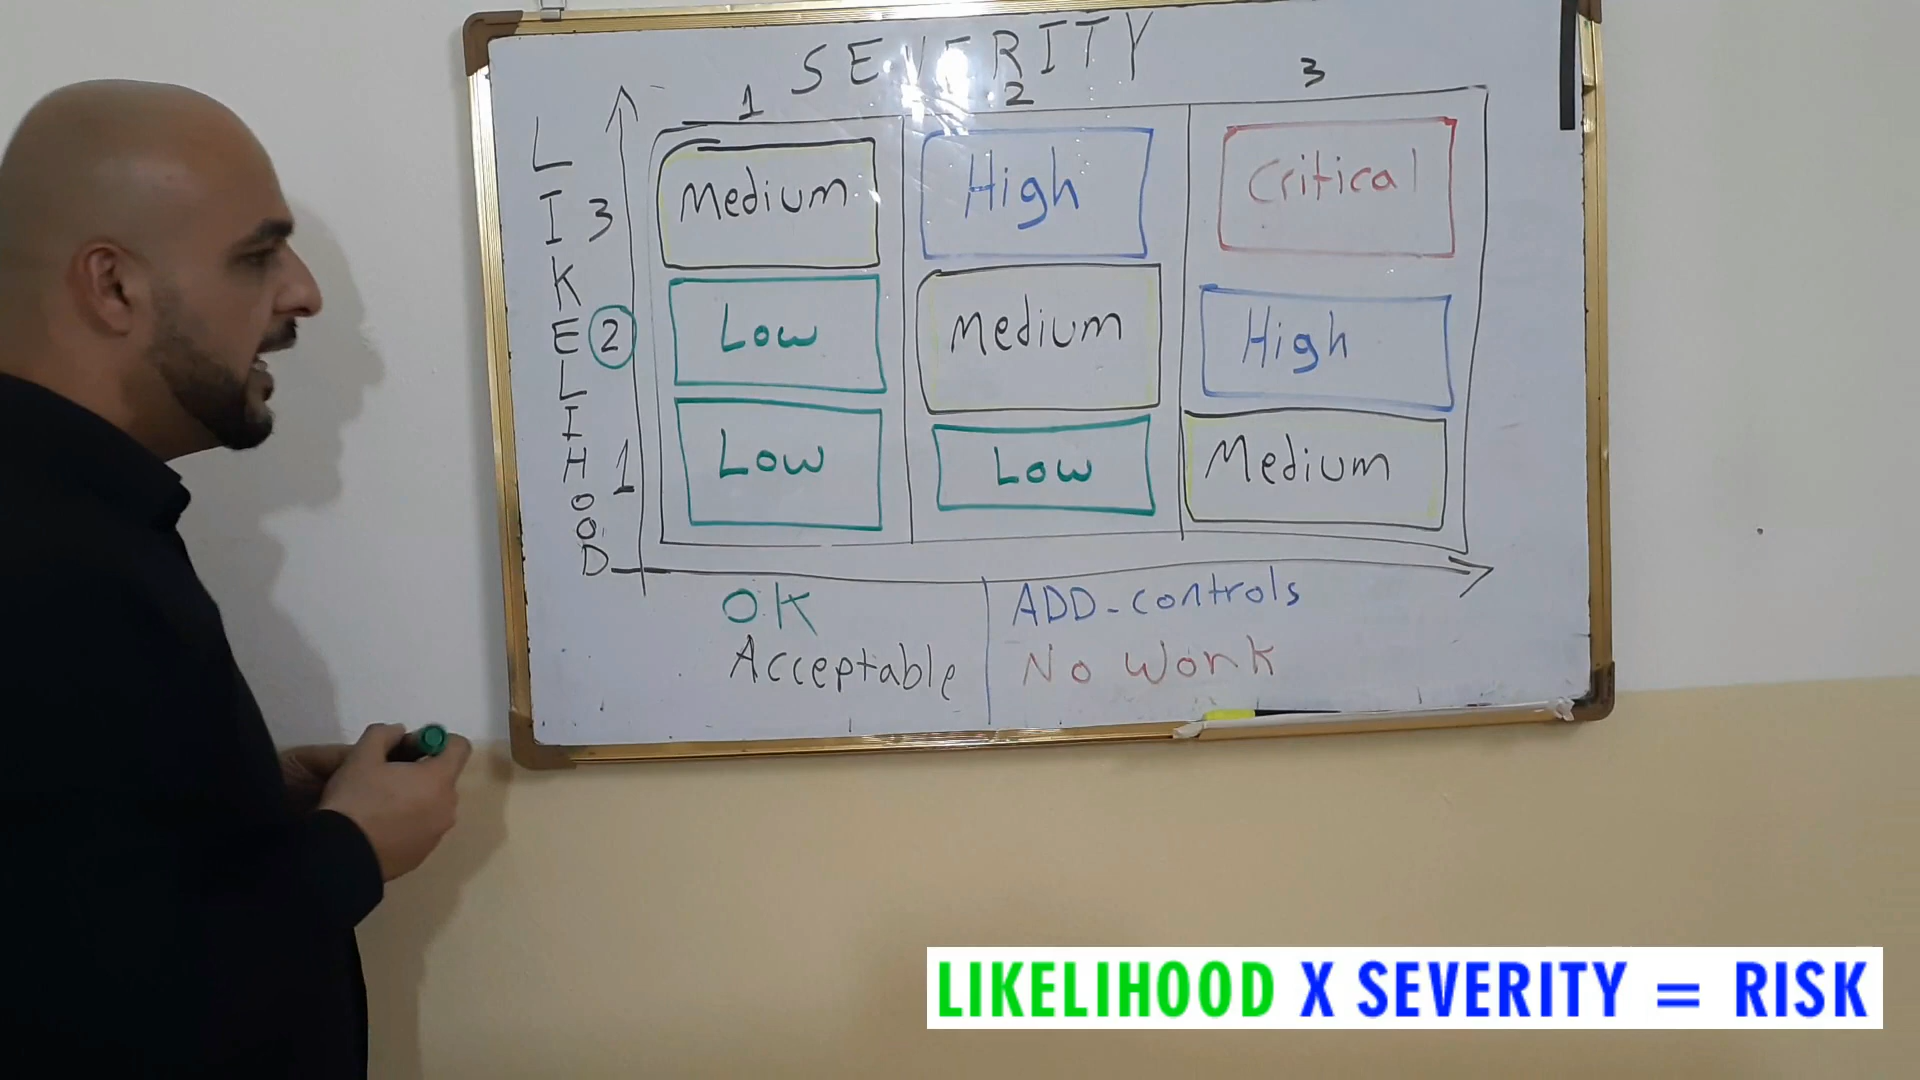 SEVERITY
1 2 3
LIKELIHOOD
3 Medium High Critical
2 Low Medium High
1 Low Low Medium
OK ADD-controls
Acceptable No Work
LIKELIHOOD X SEVERITY = RISK